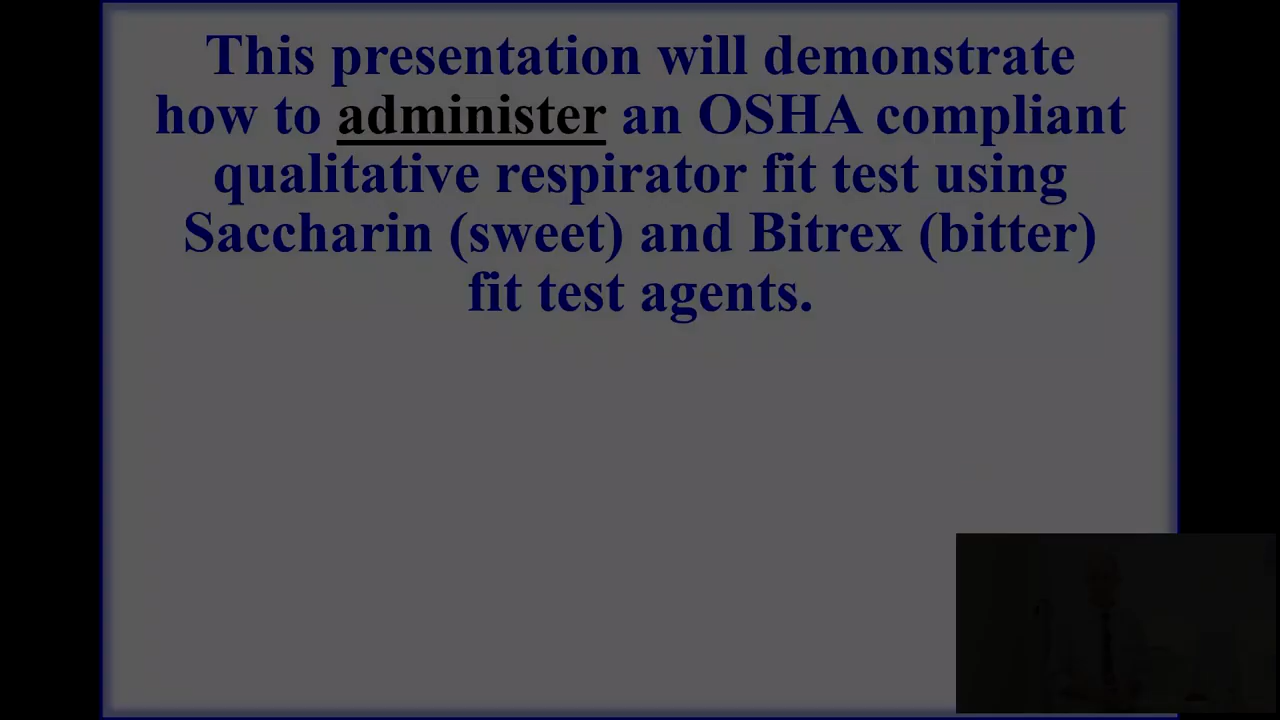 This presentation will demonstrate
how to administer an OSHA compliant
qualitative respirator fit test using
Saccharin (sweet) and Bitrex (bitter)
fit test agents.